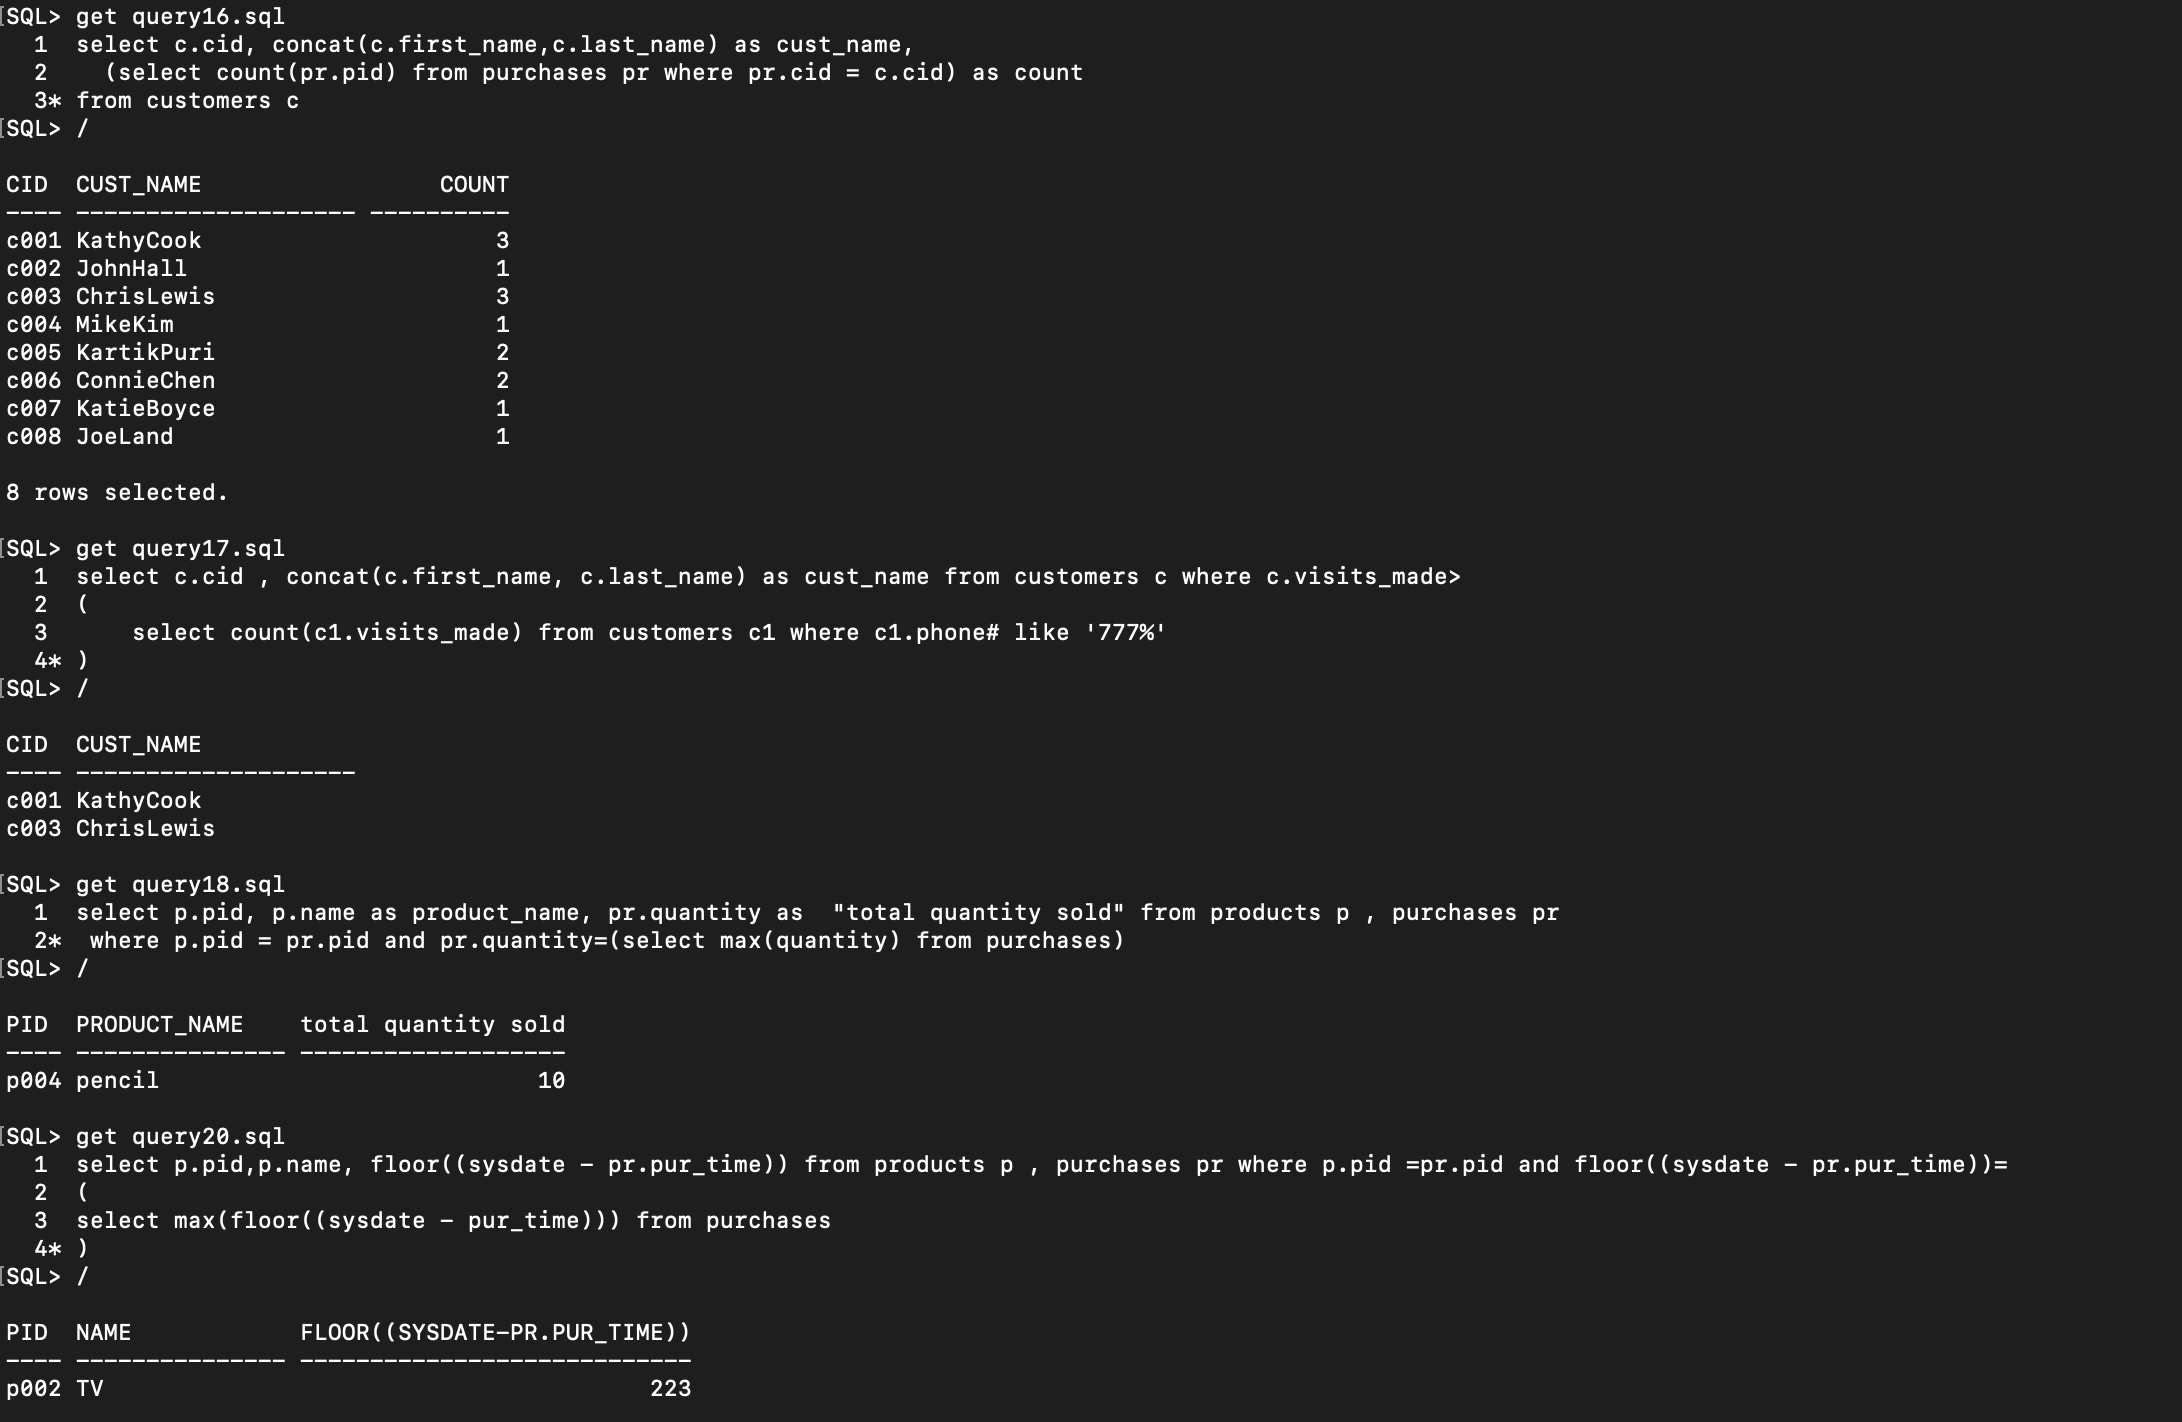 [SQL> get query16.sql
  1  select c.cid, concat(c.first_name,c.last_name) as cust_name,
  2    (select count(pr.pid) from purchases pr where pr.cid = c.cid) as count
  3* from customers c
[SQL> /
CID  CUST_NAME                 COUNT
---- -------------------- ----------
c001 KathyCook                     3
c002 JohnHall                      1
c003 ChrisLewis                    3
c004 MikeKim                       1
c005 KartikPuri                    2
c006 ConnieChen                    2
c007 KatieBoyce                    1
c008 JoeLand                       1
8 rows selected.
[SQL> get query17.sql
  1  select c.cid , concat(c.first_name, c.last_name) as cust_name from customers c where c.visits_made>
  2  (
  3      select count(c1.visits_made) from customers c1 where c1.phone# like '777%'
  4* )
[SQL> /
CID  CUST_NAME
---- --------------------
c001 KathyCook
c003 ChrisLewis
[SQL> get query18.sql
  1  select p.pid, p.name as product_name, pr.quantity as  "total quantity sold" from products p , purchases pr
  2*  where p.pid = pr.pid and pr.quantity=(select max(quantity) from purchases)
[SQL> /
PID  PRODUCT_NAME    total quantity sold
---- --------------- -------------------
p004 pencil                           10
[SQL> get query20.sql
  1  select p.pid,p.name, floor((sysdate - pr.pur_time)) from products p , purchases pr where p.pid =pr.pid and floor((sysdate - pr.pur_time))=
  2  (
  3  select max(floor((sysdate - pur_time))) from purchases
  4* )
[SQL> /
PID  NAME            FLOOR((SYSDATE-PR.PUR_TIME))
---- --------------- ----------------------------
p002 TV                                       223